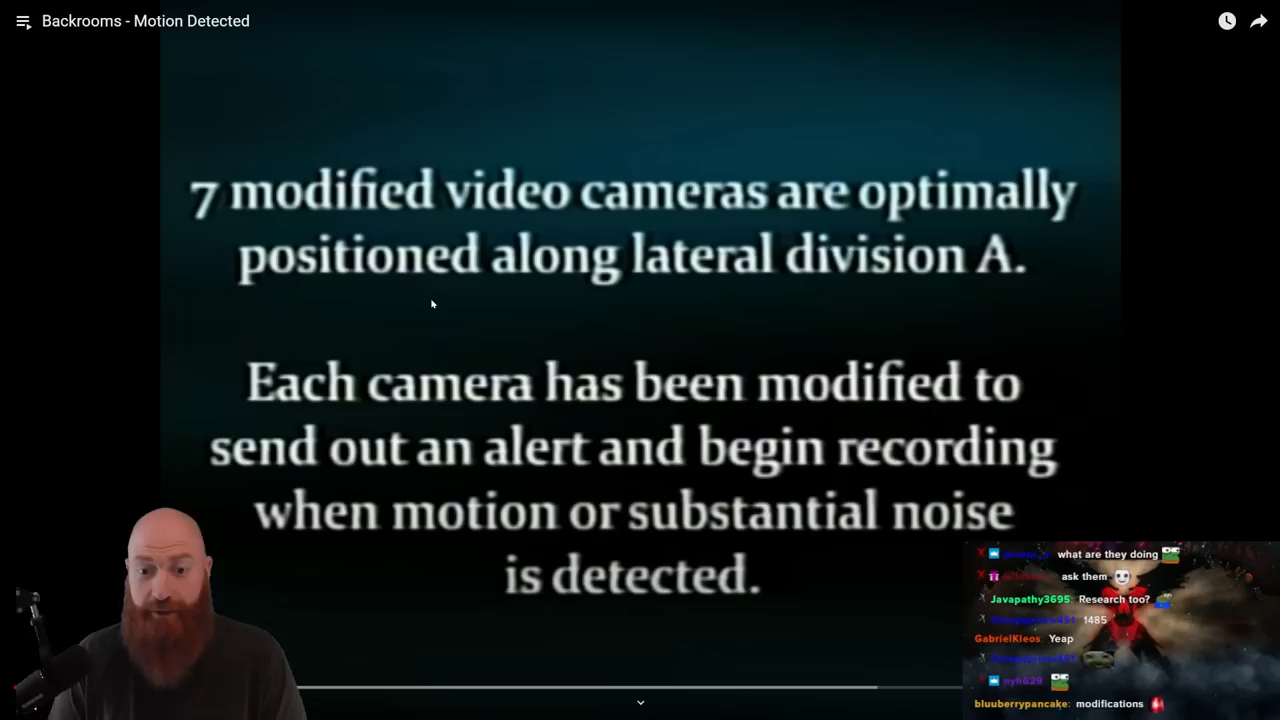 Backrooms - Motion Detected
7 modified video cameras are optimally
positioned along lateral division A.
Each camera has been modified to
send out an alert and begin recording
when motion or substantial noise
is detected.
what are they doing
ask them
Javapathy3695: Research too?
1485
GabrielKleos: Yeap
nyh629
bluuberrypancake: modifications